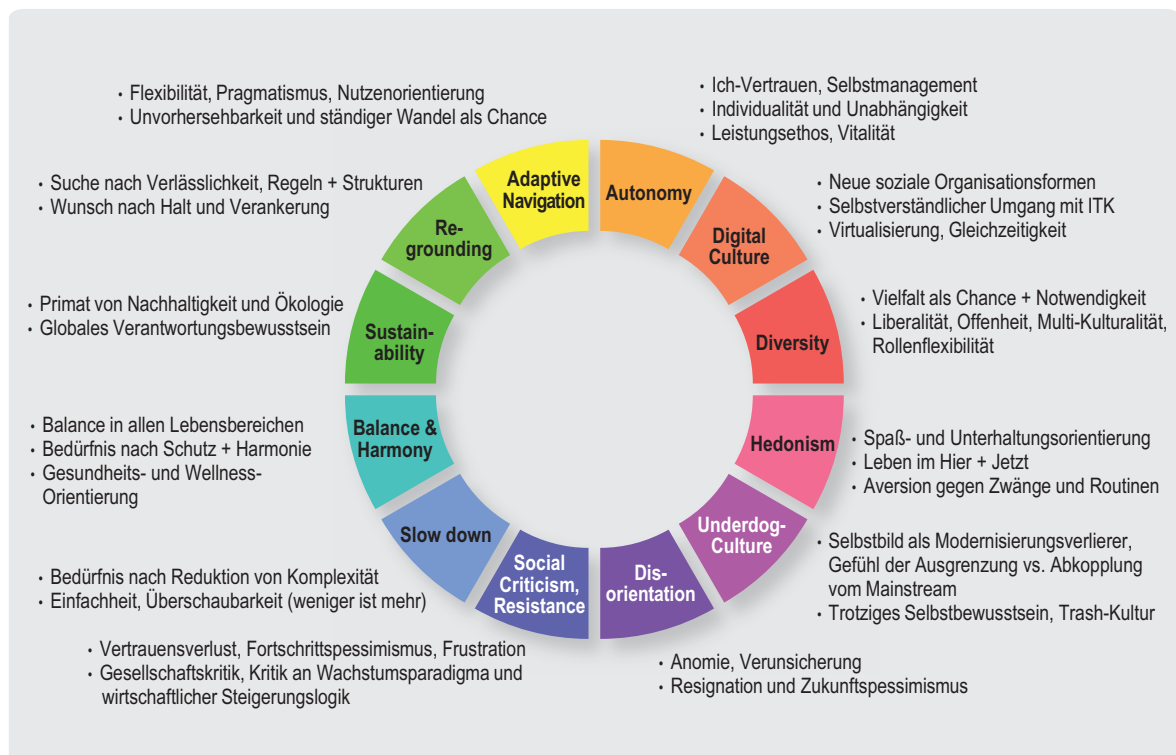 • Flexibilität, Pragmatismus, Nutzenorientierung
• Unvorhersehbarkeit und ständiger Wandel als Chance
• Ich-Vertrauen, Selbstmanagement
• Individualität und Unabhängigkeit
• Leistungsethos, Vitalität
Adaptive
Navigation
Autonomy
• Suche nach Verlässlichkeit, Regeln + Strukturen
• Wunsch nach Halt und Verankerung
Re-
grounding
Digital
Culture
• Neue soziale Organisationsformen
• Selbstverständlicher Umgang mit ITK
• Virtualisierung, Gleichzeitigkeit
• Primat von Nachhaltigkeit und Ökologie
• Globales Verantwortungsbewusstsein
Sustain-
ability
Diversity
• Vielfalt als Chance + Notwendigkeit
• Liberalität, Offenheit, Multi-Kulturalität,
Rollenflexibilität
• Balance in allen Lebensbereichen
• Bedürfnis nach Schutz + Harmonie
• Gesundheits- und Wellness-
Orientierung
Balance &
Harmony
Hedonism
• Spaß- und Unterhaltungsorientierung
• Leben im Hier + Jetzt
• Aversion gegen Zwänge und Routinen
Slow down
Underdog-
Culture
• Selbstbild als Modernisierungsverlierer,
Gefühl der Ausgrenzung vs. Abkopplung
vom Mainstream
• Trotziges Selbstbewusstsein, Trash-Kultur
• Bedürfnis nach Reduktion von Komplexität
• Einfachheit, Überschaubarkeit (weniger ist mehr)
Social
Criticism,
Resistance
Dis-
orientation
• Vertrauensverlust, Fortschrittspessimismus, Frustration
• Gesellschaftskritik, Kritik an Wachstumsparadigma und
wirtschaftlicher Steigerungslogik
• Anomie, Verunsicherung
• Resignation und Zukunftspessimismus